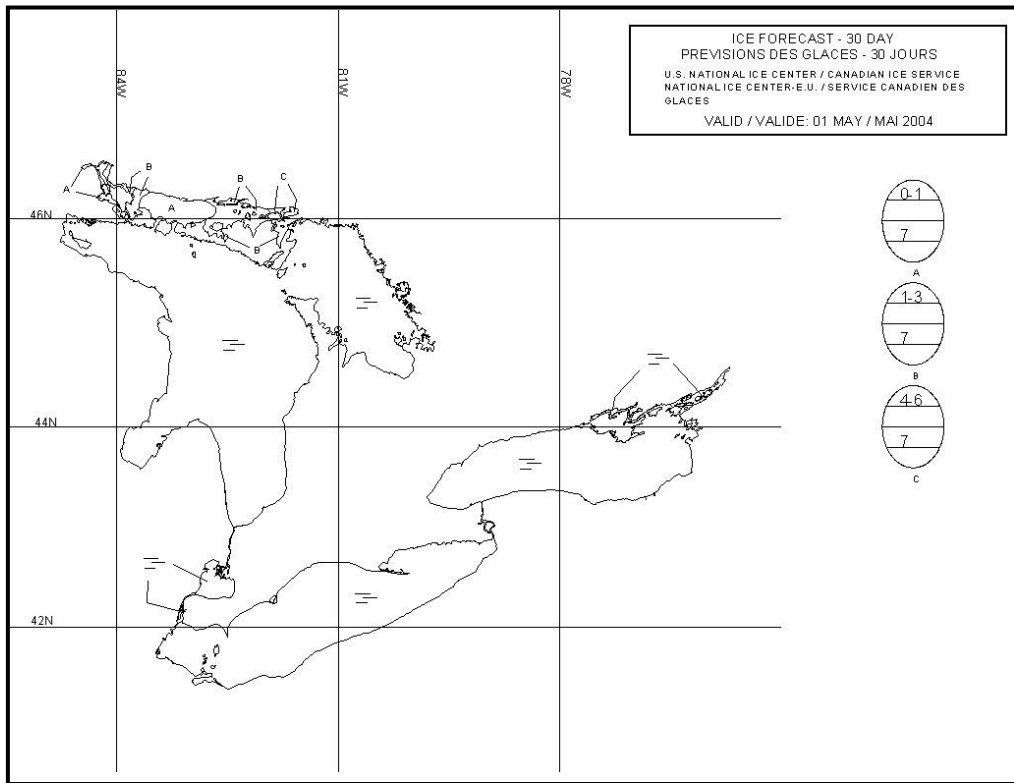 ICE FORECAST - 30 DAY
PREVISIONS DES GLACES - 30 JOURS
U.S. NATIONAL ICE CENTER / CANADIAN ICE SERVICE
NATIONAL ICE CENTER-E.U. / SERVICE CANADIEN DES
GLACES
VALID / VALIDE: 01 MAY / MAI 2004
84W
81W
78W
B
B
C
A
A
46N
B
44N
42N
0-1
7
A
1-3
7
B
4-6
7
C